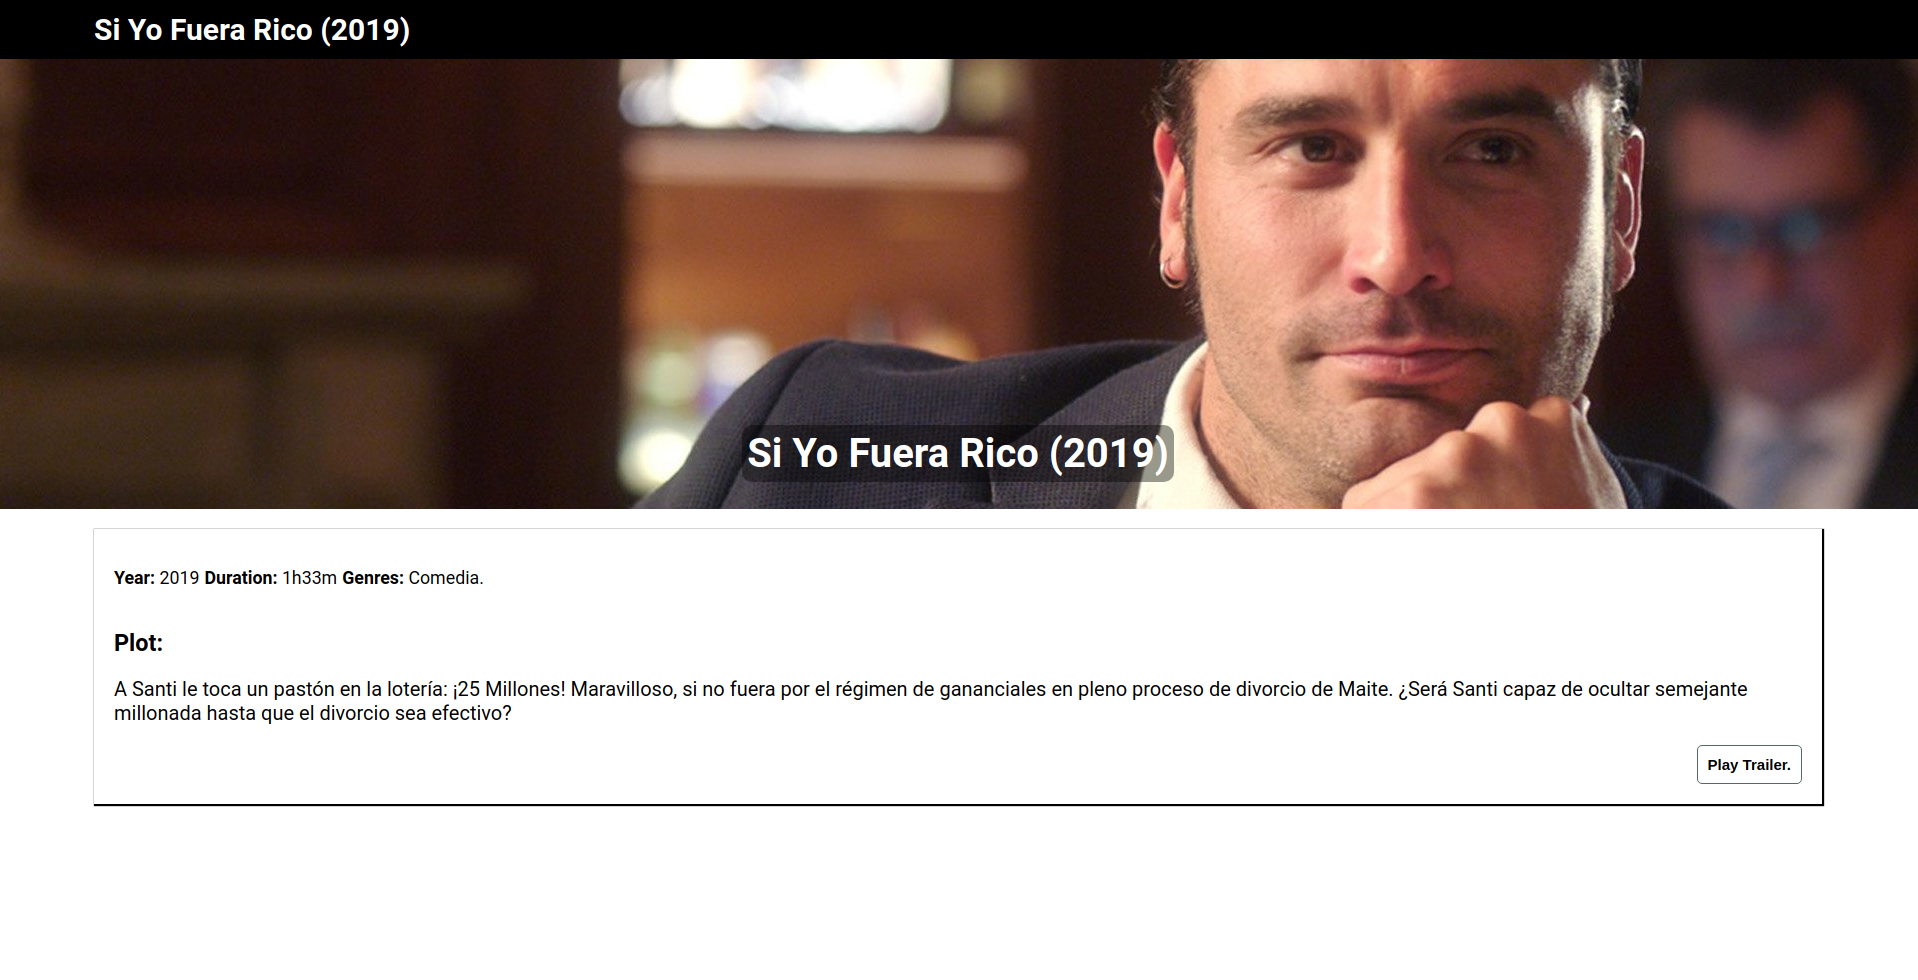 Si Yo Fuera Rico (2019)
Si Yo Fuera Rico (2019)
Year: 2019 Duration: 1h33m Genres: Comedia.
Plot:
A Santi le toca un pastón en la lotería: ¡25 Millones! Maravilloso, si no fuera por el régimen de gananciales en pleno proceso de divorcio de Maite. ¿Será Santi capaz de ocultar semejante
millonada hasta que el divorcio sea efectivo?
Play Trailer.